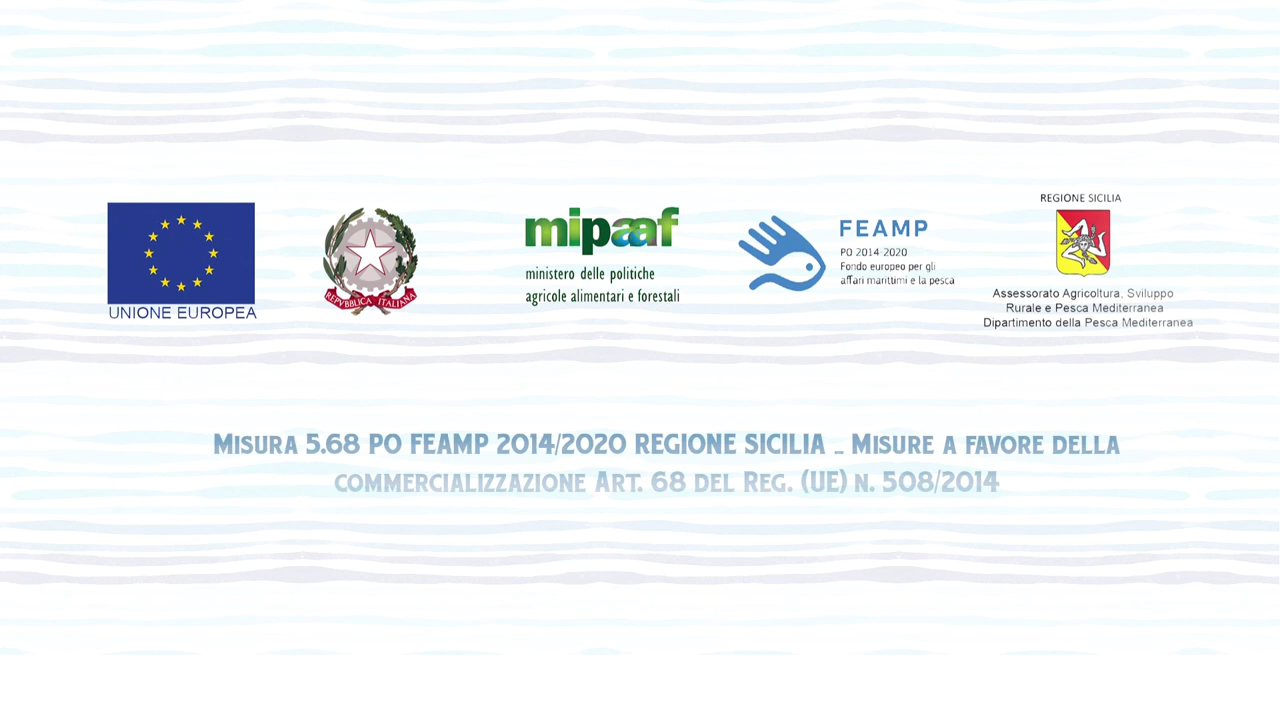 UNIONE EUROPEA
REPVBBLICA ITALIANA
mipaaf
ministero delle politiche
agricole alimentari e forestali
FEAMP
PO 2014-2020
Fondo europeo per gli
affari marittimi e la pesca
REGIONE SICILIA
Assessorato Agricoltura, Sviluppo
Rurale e Pesca Mediterranea
Dipartimento della Pesca Mediterranea
Misura 5.68 PO FEAMP 2014/2020 REGIONE SICILIA _ Misure a favore della
commercializzazione Art. 68 del Reg. (UE) n. 508/2014